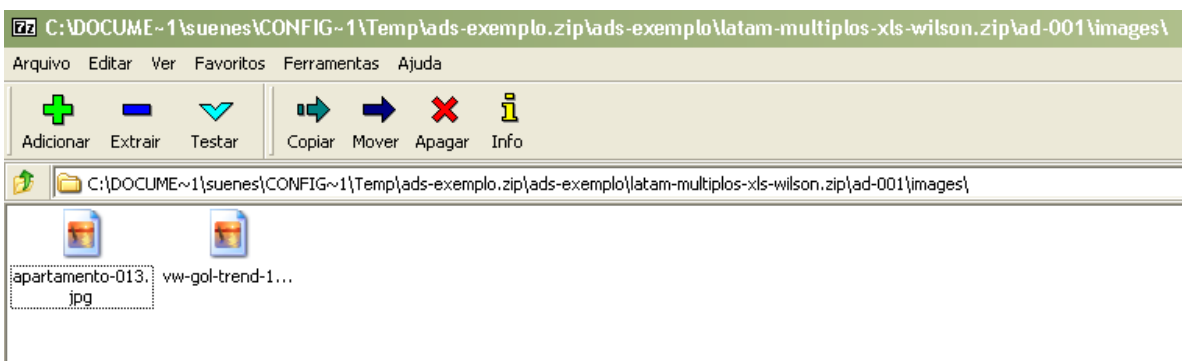 C:\DOCUME~1\suenes\CONFIG~1\Temp\ads-exemplo.zip\ads-exemplo\latam-multiplos-xls-wilson.zip\ad-001\images\
Arquivo Editar Ver Favoritos Ferramentas Ajuda
Adicionar Extrair Testar Copiar Mover Apagar Info
C:\DOCUME~1\suenes\CONFIG~1\Temp\ads-exemplo.zip\ads-exemplo\latam-multiplos-xls-wilson.zip\ad-001\images\
apartamento-013. vw-gol-trend-1...
jpg